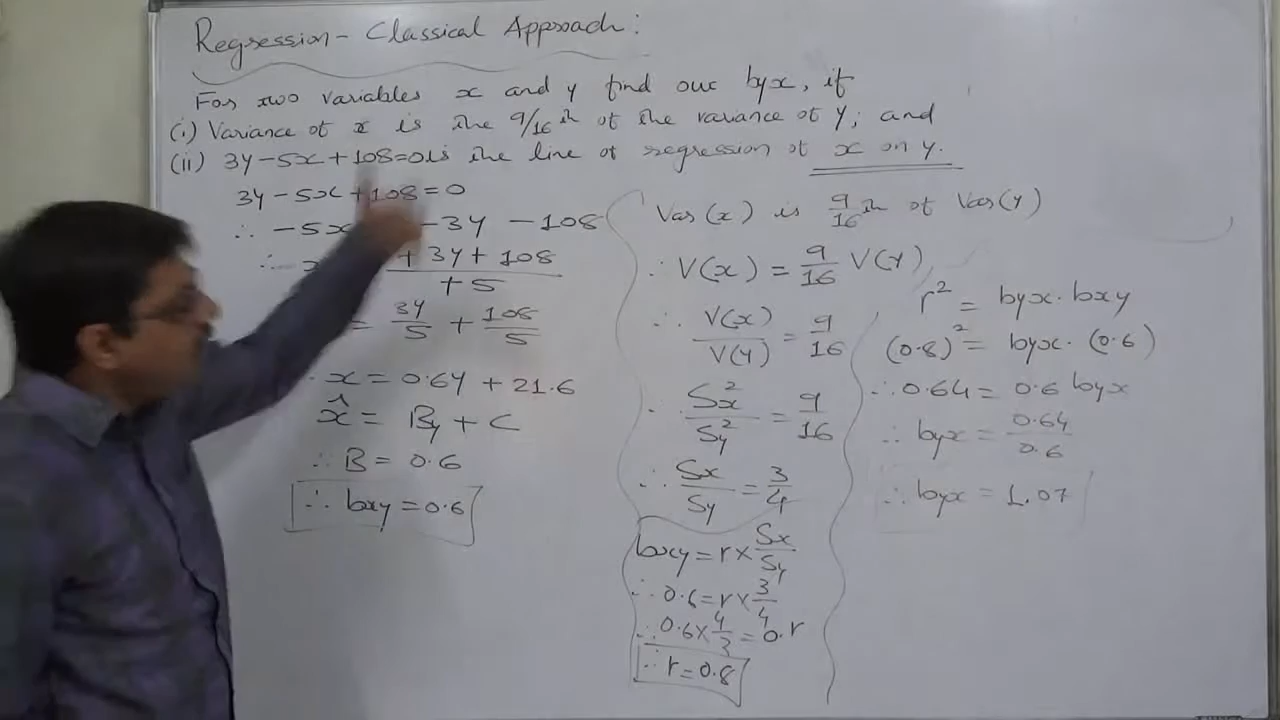 Regression - Classical Approach:
For two variables x and y find out byx, if
(i) Variance of x is the 9/16 th of the variance of y; and
(ii) 3y-5x+108=0 is the line of regression of x on y.
3y-5x+108=0
∴ -5x -3y -108
∴ x +3y+108
+5
= 3y/5 + 108/5
x = 0.6y + 21.6
x̂ = By + C
∴ B = 0.6
∴ bxy = 0.6
Var(x) is 9/16 th of Var(y)
∴ V(x) = 9/16 V(y)
∴ V(x)/V(y) = 9/16
∴ Sx²/Sy² = 9/16
∴ Sx/Sy = 3/4
bxy = r × Sx/Sy
∴ 0.6 = r × 3/4
∴ 0.6 × 4/3 = r
∴ r = 0.8
r² = byx · bxy
(0.8)² = byx · (0.6)
∴ 0.64 = 0.6 byx
∴ byx = 0.64/0.6
∴ byx = 1.07